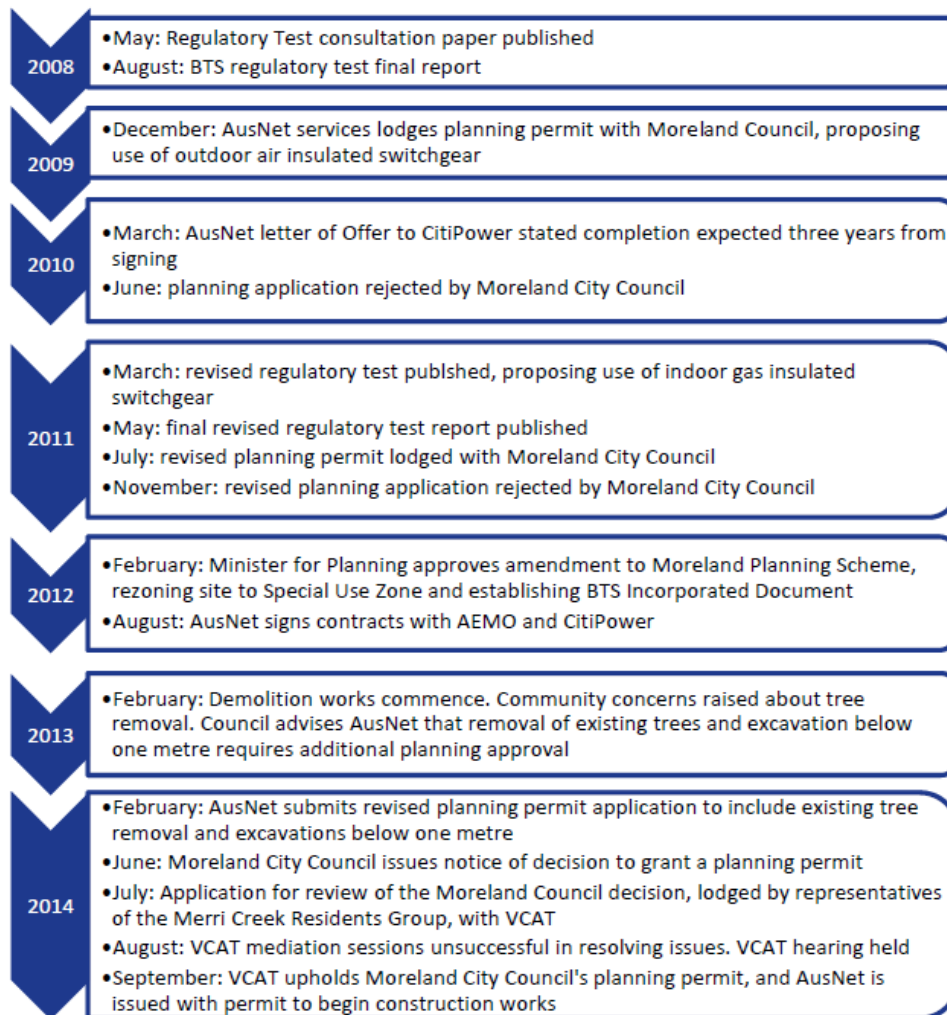 2008
•May: Regulatory Test consultation paper published
•August: BTS regulatory test final report
2009
•December: AusNet services lodges planning permit with Moreland Council, proposing
use of outdoor air insulated switchgear
2010
•March: AusNet letter of Offer to CitiPower stated completion expected three years from
signing
•June: planning application rejected by Moreland City Council
2011
•March: revised regulatory test publshed, proposing use of indoor gas insulated
switchgear
•May: final revised regulatory test report published
•July: revised planning permit lodged with Moreland City Council
•November: revised planning application rejected by Moreland City Council
2012
•February: Minister for Planning approves amendment to Moreland Planning Scheme,
rezoning site to Special Use Zone and establishing BTS Incorporated Document
•August: AusNet signs contracts with AEMO and CitiPower
2013
•February: Demolition works commence. Community concerns raised about tree
removal. Council advises AusNet that removal of existing trees and excavation below
one metre requires additional planning approval
2014
•February: AusNet submits revised planning permit application to include existing tree
removal and excavations below one metre
•June: Moreland City Council issues notice of decision to grant a planning permit
•July: Application for review of the Moreland Council decision, lodged by representatives
of the Merri Creek Residents Group, with VCAT
•August: VCAT mediation sessions unsuccessful in resolving issues. VCAT hearing held
•September: VCAT upholds Moreland City Council's planning permit, and AusNet is
issued with permit to begin construction works